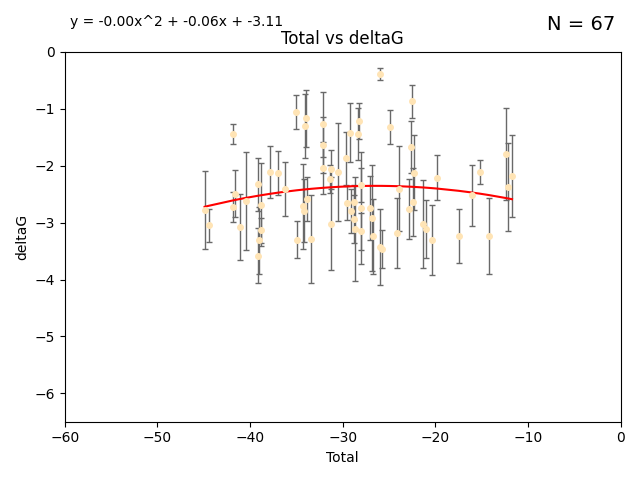 y = -0.00x^2 + -0.06x + -3.11
N = 67
Total vs deltaG
0
−1
−2
−3
−4
−5
−6
deltaG
−60
−50
−40
−30
−20
−10
0
Total